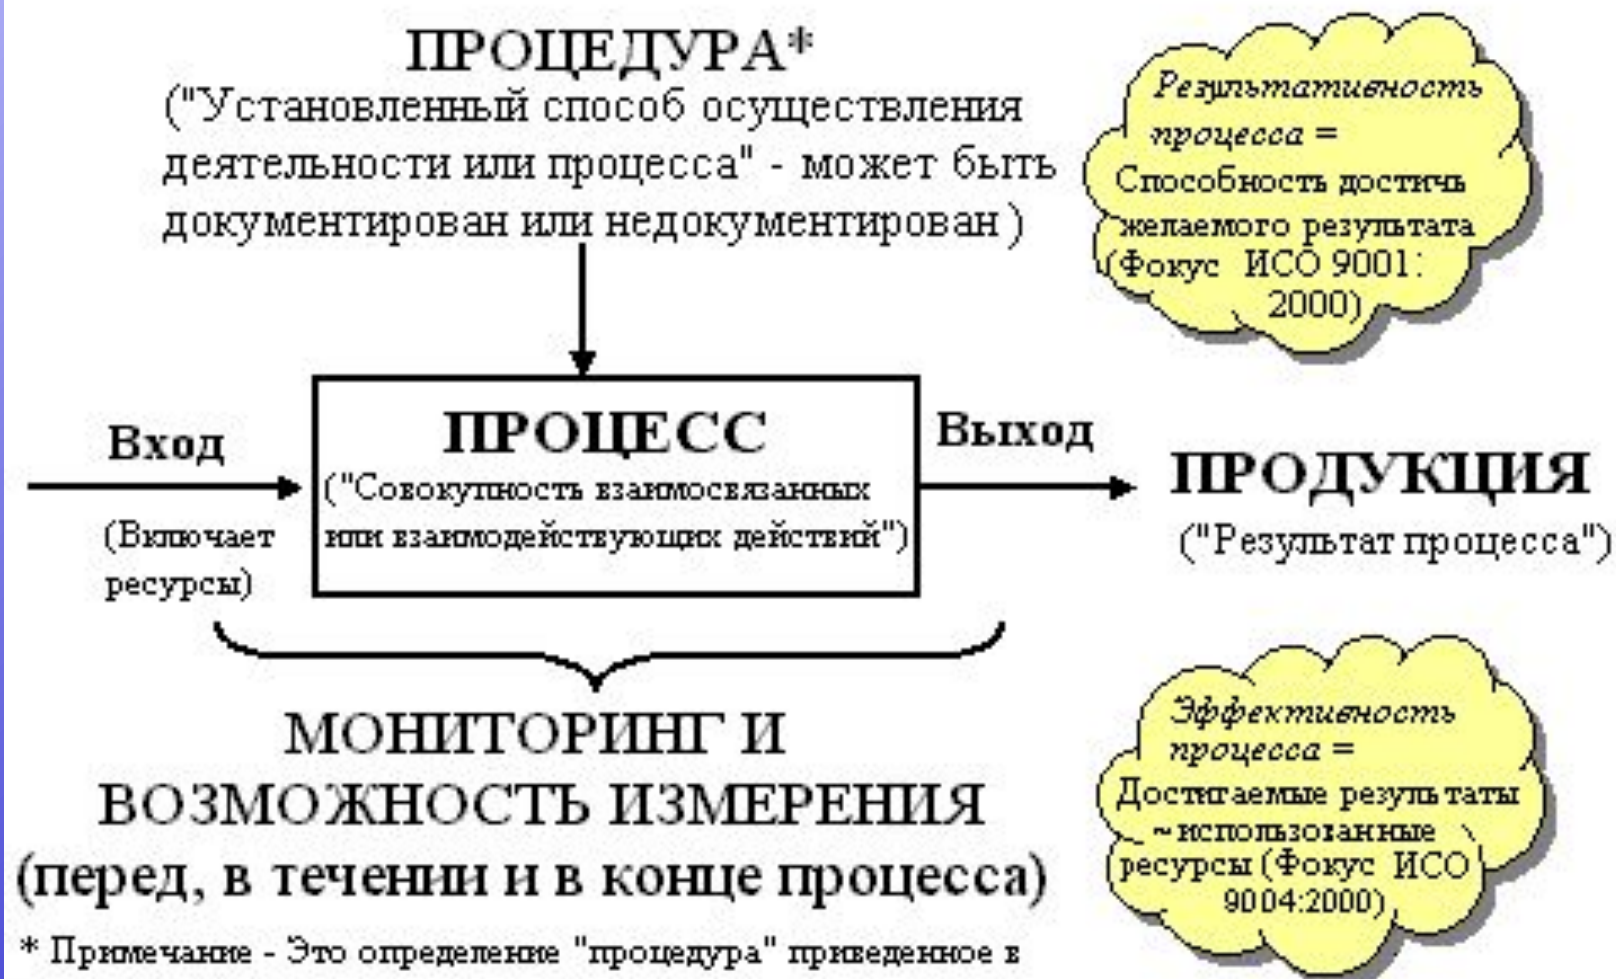 ПРОЦЕДУРА*
("Установленный способ осуществления
деятельности или процесса" - может быть
документирован или недокументирован )
Результативность
процесса =
Способность достичь
желаемого результата
(Фокус ИСО 9001:
2000)
Вход
(Включает
ресурсы)
ПРОЦЕСС
("Совокупность взаимосвязанных
или взаимодействующих действий")
Выход
ПРОДУКЦИЯ
("Результат процесса")
МОНИТОРИНГ И
ВОЗМОЖНОСТЬ ИЗМЕРЕНИЯ
(перед, в течении и в конце процесса)
Эффективность
процесса =
Достигаемые результаты
~ использованные
ресурсы (Фокус ИСО
9004:2000)
* Примечание - Это определение "процедура" приведенное в